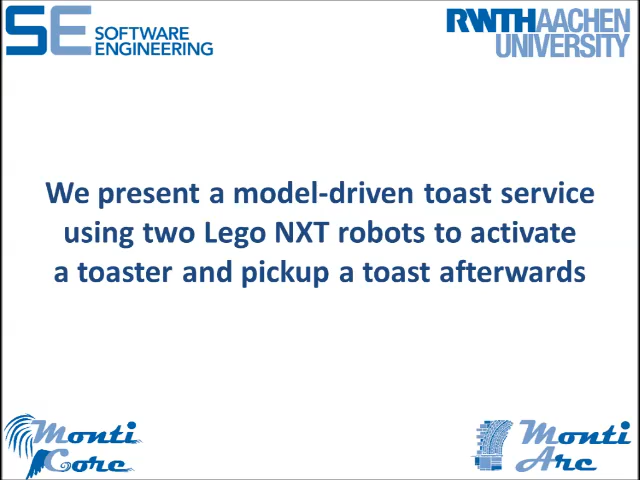 SE SOFTWARE
ENGINEERING
RWTHAACHEN
UNIVERSITY
We present a model-driven toast service
using two Lego NXT robots to activate
a toaster and pickup a toast afterwards
Monti
Core
Monti
Arc